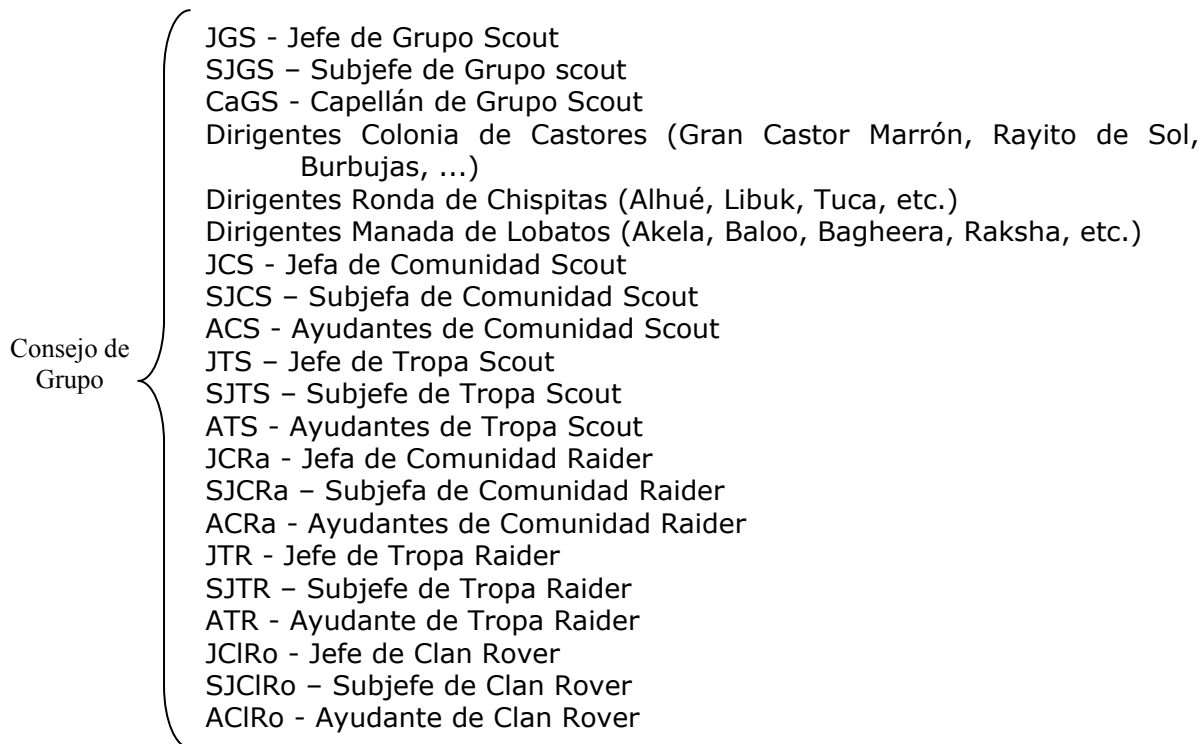 JGS - Jefe de Grupo Scout
SJGS – Subjefe de Grupo scout
CaGS - Capellán de Grupo Scout
Dirigentes Colonia de Castores (Gran Castor Marrón, Rayito de Sol,
Burbujas, ...)
Dirigentes Ronda de Chispitas (Alhué, Libuk, Tuca, etc.)
Dirigentes Manada de Lobatos (Akela, Baloo, Bagheera, Raksha, etc.)
JCS - Jefa de Comunidad Scout
SJCS – Subjefa de Comunidad Scout
ACS - Ayudantes de Comunidad Scout
Consejo de
Grupo
JTS – Jefe de Tropa Scout
SJTS – Subjefe de Tropa Scout
ATS - Ayudantes de Tropa Scout
JCRa - Jefa de Comunidad Raider
SJCRa – Subjefa de Comunidad Raider
ACRa - Ayudantes de Comunidad Raider
JTR - Jefe de Tropa Raider
SJTR – Subjefe de Tropa Raider
ATR - Ayudante de Tropa Raider
JClRo - Jefe de Clan Rover
SJClRo – Subjefe de Clan Rover
AClRo - Ayudante de Clan Rover